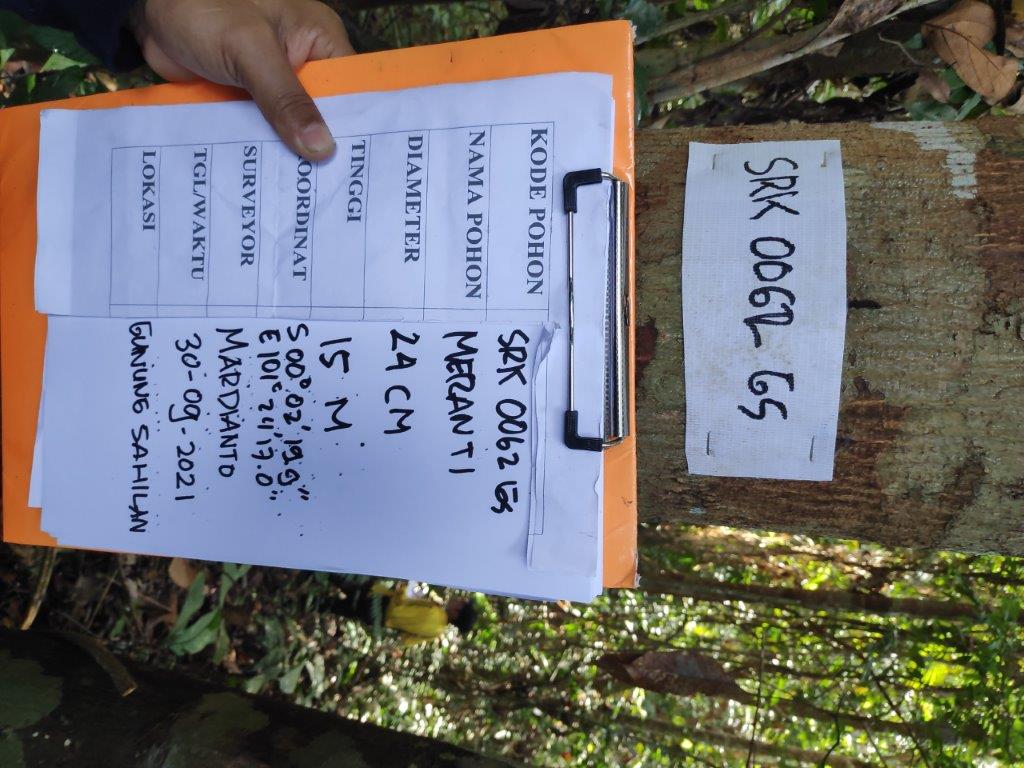 KODE POHON SRK 0062 GS
NAMA POHON MERANTI
DIAMETER 24 CM
TINGGI 15 M
KOORDINAT S 00°.02'.19.9"
E 101°.24'.17.0"
SURVEYOR MARDIANTO
TGL/WAKTU 30-09-2021
LOKASI GUNUNG SAHILAN
SRK 0062 GS